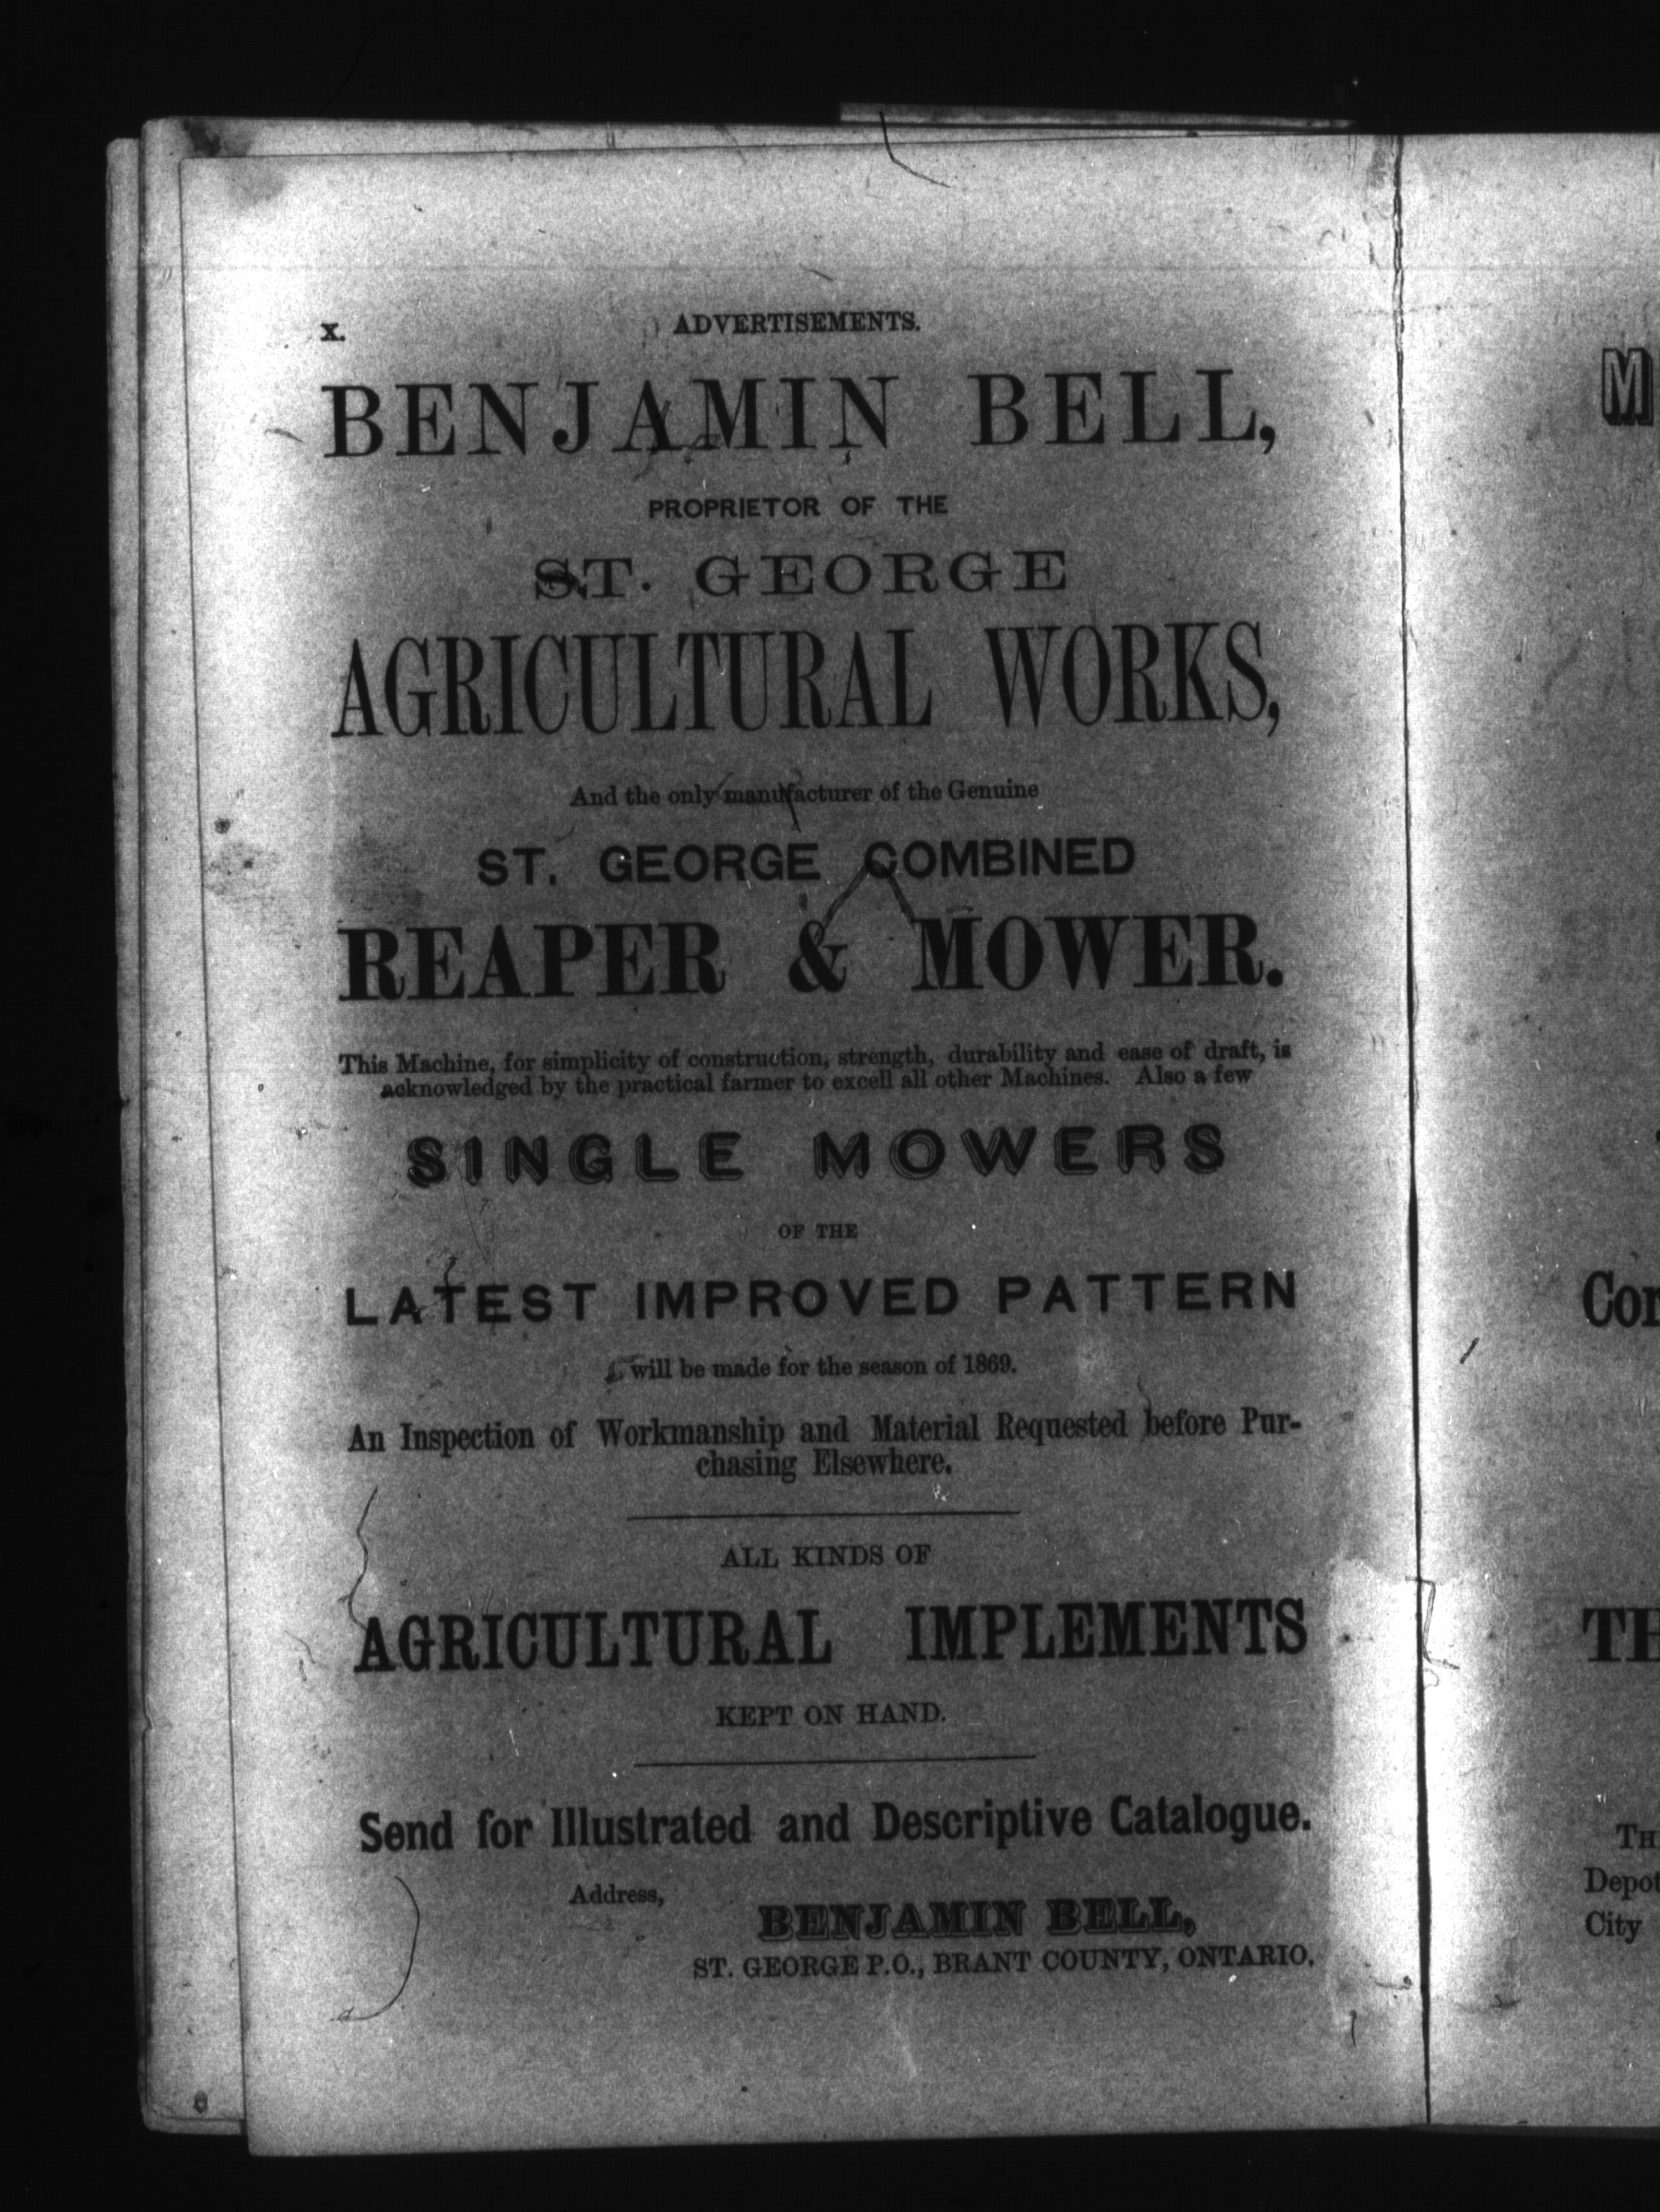 x.
ADVERTISEMENTS.
BENJAMIN BELL,
PROPRIETOR OF THE
ST. GEORGE
AGRICULTURAL WORKS,
And the only manufacturer of the Genuine
ST. GEORGE COMBINED
REAPER & MOWER.
This Machine, for simplicity of construction, strength, durability and ease of draft, is
acknowledged by the practical farmer to excell all other Machines. Also a few
SINGLE MOWERS
OF THE
LATEST IMPROVED PATTERN
will be made for the season of 1869.
An Inspection of Workmanship and Material Requested before Pur-
chasing Elsewhere.
ALL KINDS OF
AGRICULTURAL IMPLEMENTS
KEPT ON HAND.
Send for Illustrated and Descriptive Catalogue.
Address,
BENJAMIN BELL,
ST. GEORGE P.O., BRANT COUNTY, ONTARIO,
M
Cor
TH
TH
Depot
City